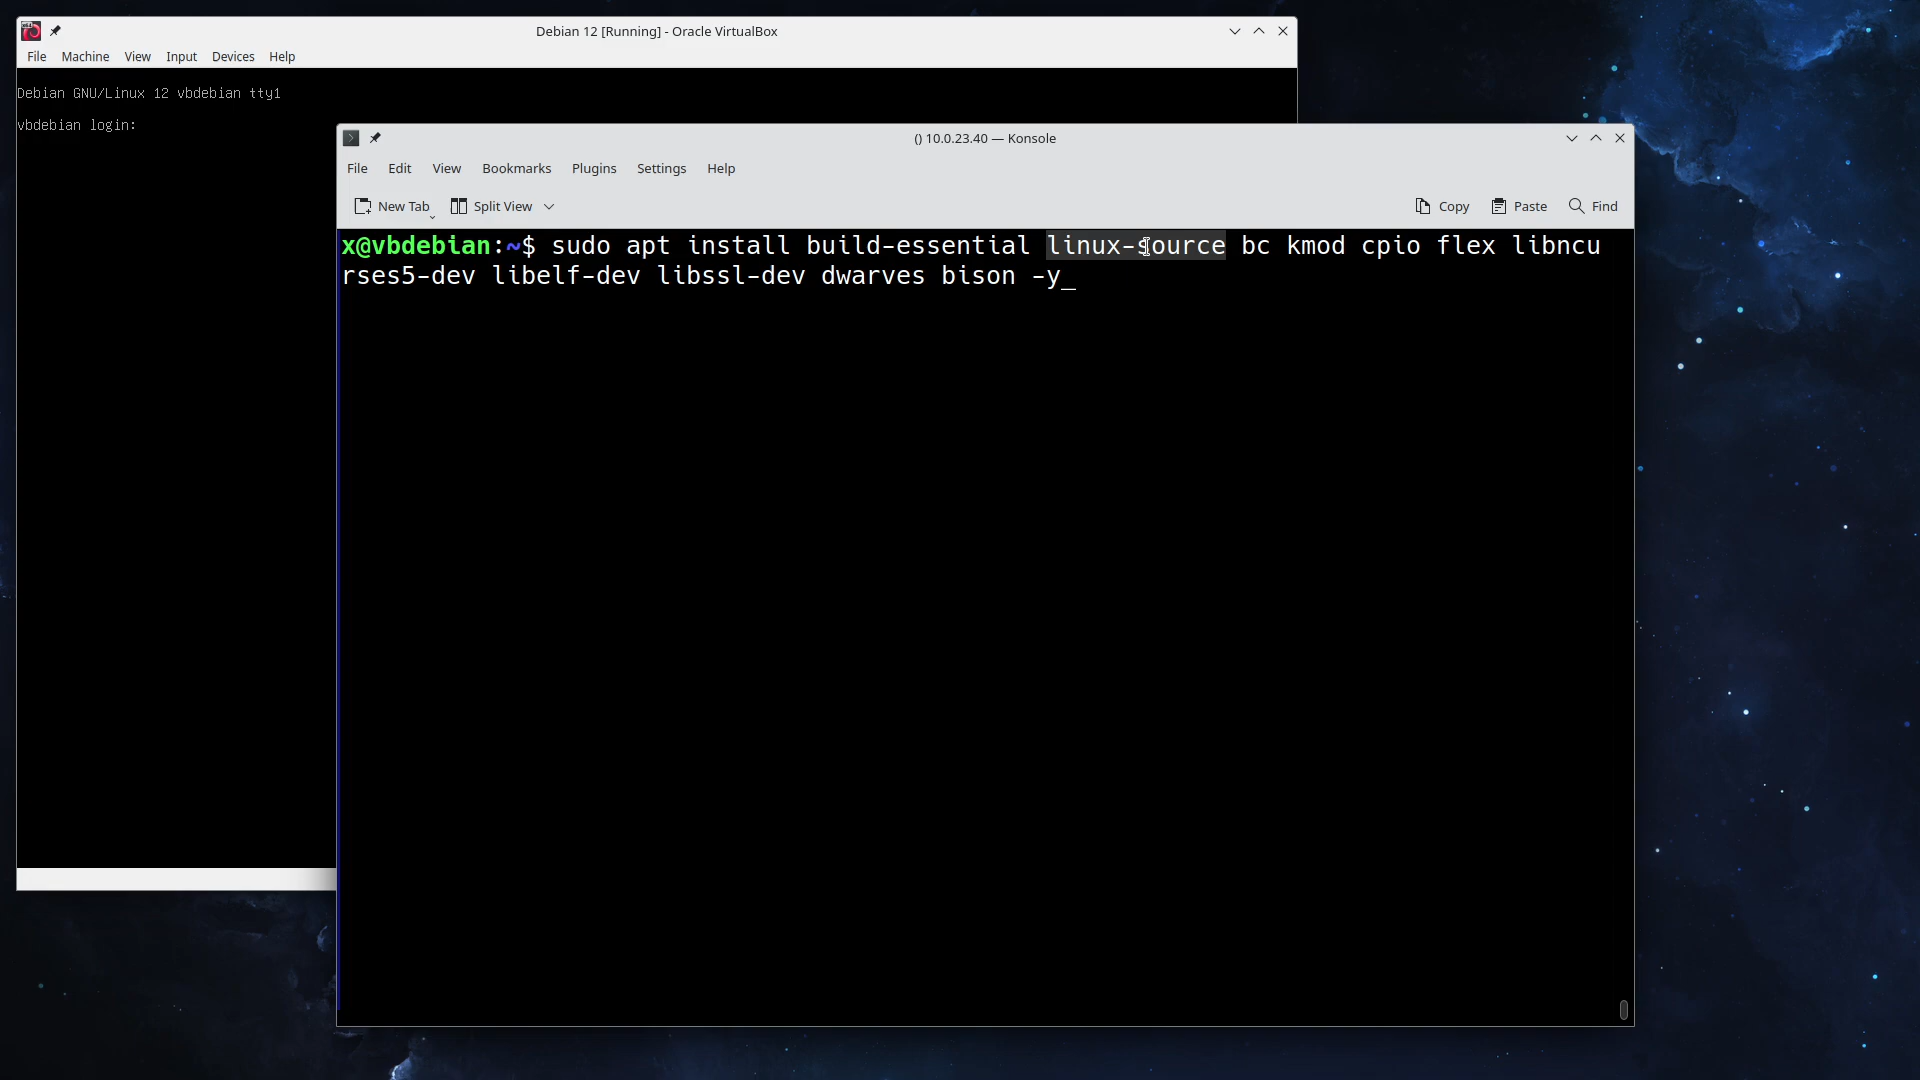 Debian 12 [Running] - Oracle VirtualBox
File Machine View Input Devices Help
Debian GNU/Linux 12 vbdebian tty1
vbdebian login:
() 10.0.23.40 — Konsole
File Edit View Bookmarks Plugins Settings Help
New Tab Split View Copy Paste Find
x@vbdebian:~$ sudo apt install build-essential linux-source bc kmod cpio flex libncu
rses5-dev libelf-dev libssl-dev dwarves bison -y_